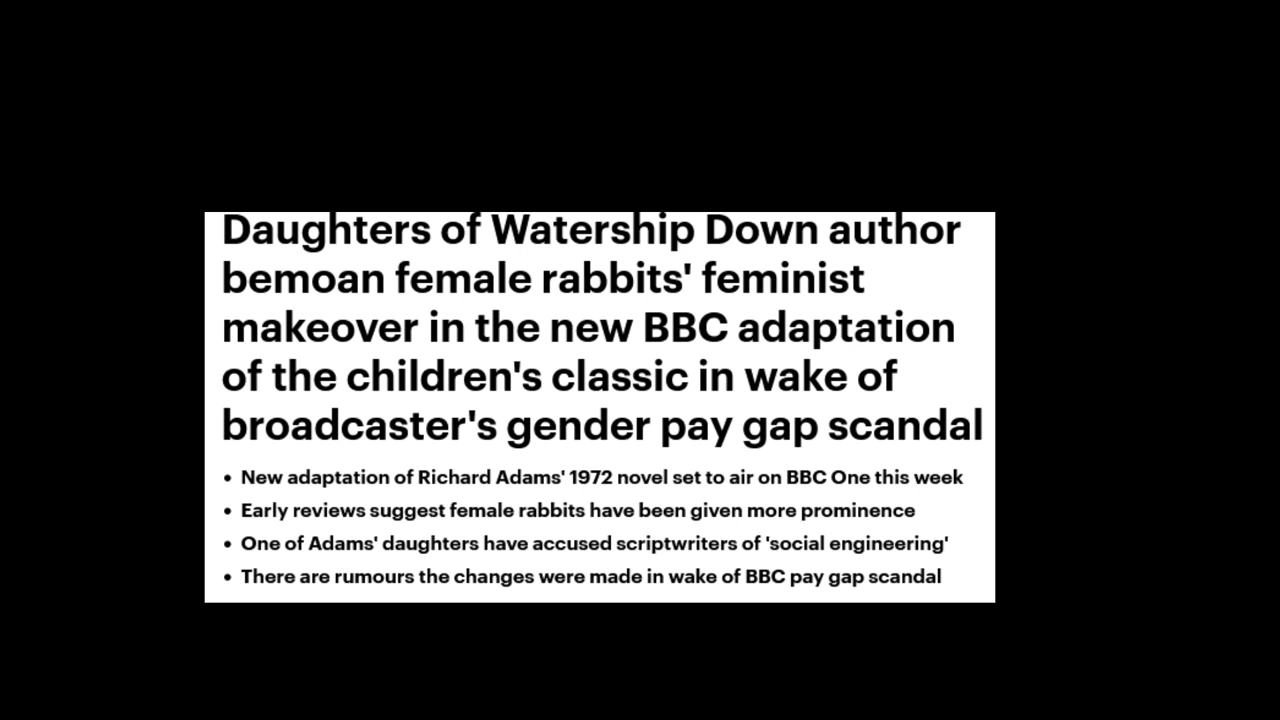 Daughters of Watership Down author
bemoan female rabbits' feminist
makeover in the new BBC adaptation
of the children's classic in wake of
broadcaster's gender pay gap scandal
• New adaptation of Richard Adams' 1972 novel set to air on BBC One this week
• Early reviews suggest female rabbits have been given more prominence
• One of Adams' daughters have accused scriptwriters of 'social engineering'
• There are rumours the changes were made in wake of BBC pay gap scandal